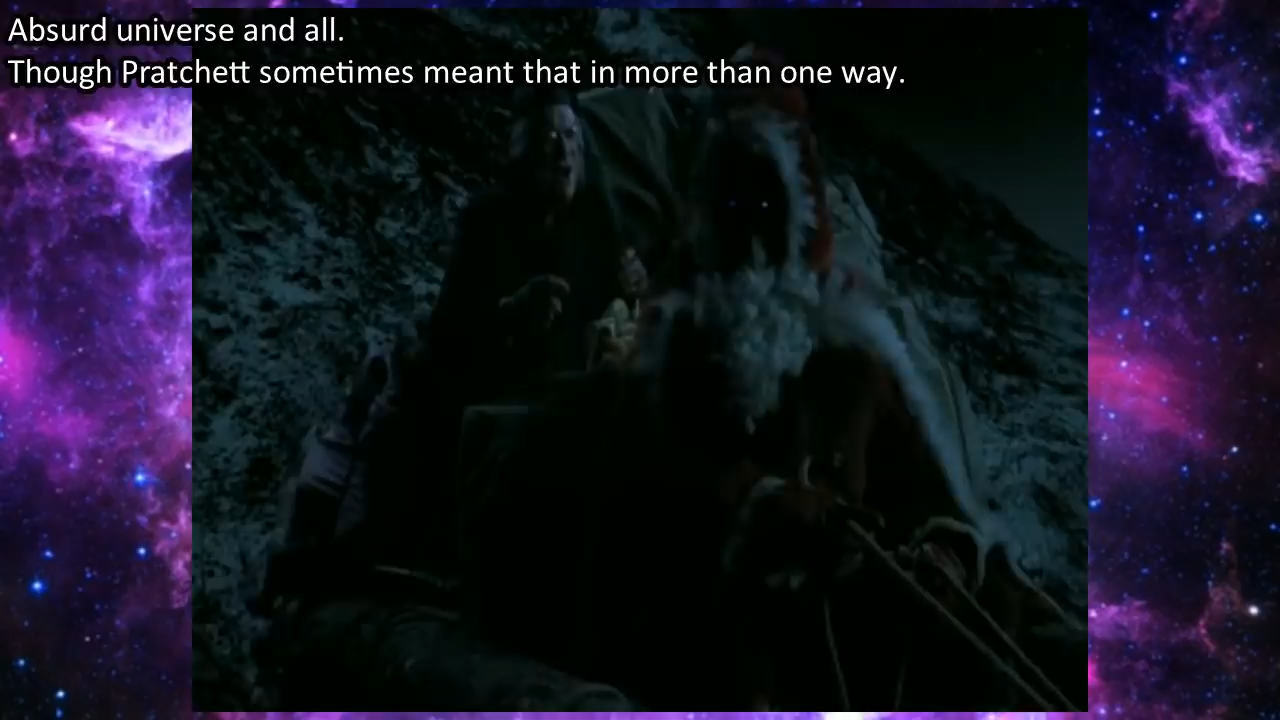 Absurd universe and all.
Though Pratchett sometimes meant that in more than one way.